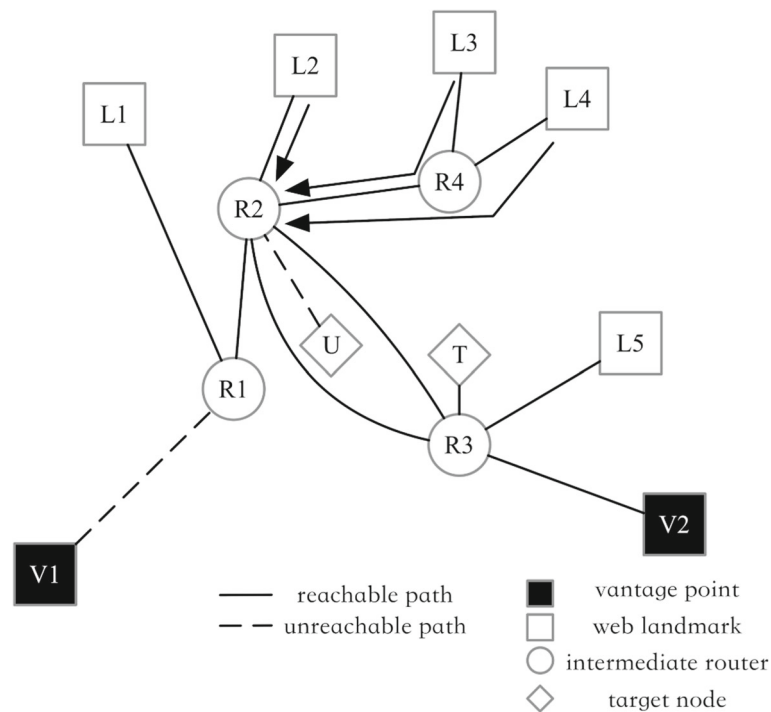 L3
L2
L4
L1
R4
R2
U
T
L5
R1
R3
V2
V1
reachable path
unreachable path
vantage point
web landmark
intermediate router
target node